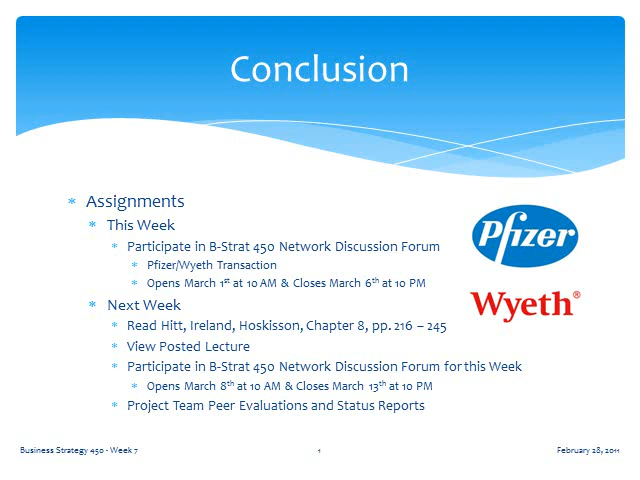 Conclusion
Assignments
This Week
Participate in B-Strat 450 Network Discussion Forum
Pfizer/Wyeth Transaction
Opens March 1st at 10 AM & Closes March 6th at 10 PM
Next Week
Read Hitt, Ireland, Hoskisson, Chapter 8, pp. 216 – 245
View Posted Lecture
Participate in B-Strat 450 Network Discussion Forum for this Week
Opens March 8th at 10 AM & Closes March 13th at 10 PM
Project Team Peer Evaluations and Status Reports
Pfizer
Wyeth®
Business Strategy 450 - Week 7
1
February 28, 2011